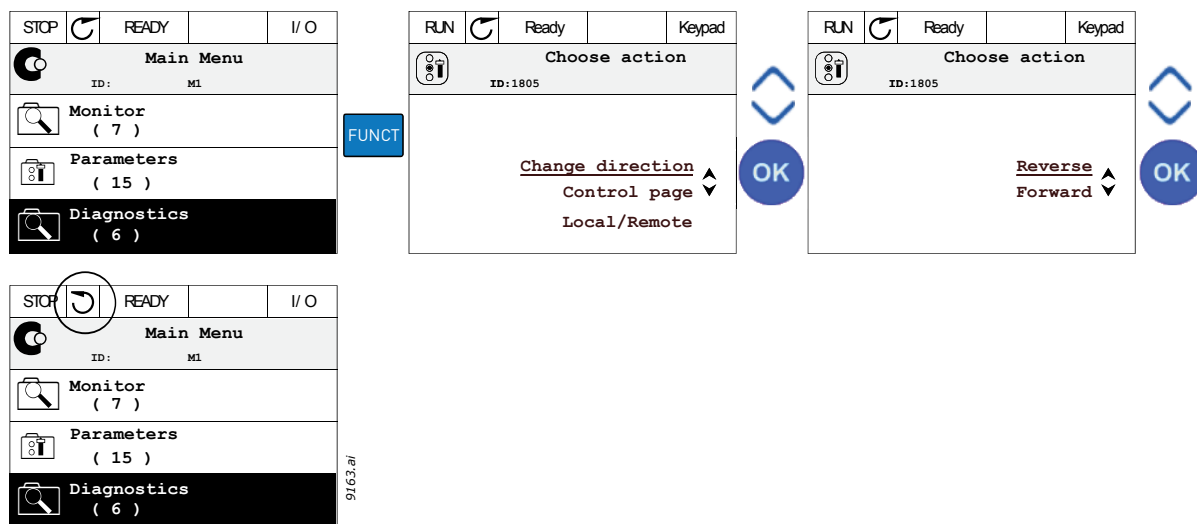 STOP READY I/O
Main Menu
ID: M1
Monitor
( 7 )
Parameters
( 15 )
Diagnostics
( 6 )
FUNCT
RUN Ready Keypad
Choose action
ID:1805
Change direction
Control page
Local/Remote
OK
RUN Ready Keypad
Choose action
ID:1805
Reverse
Forward
OK
STOP READY I/O
Main Menu
ID: M1
Monitor
( 7 )
Parameters
( 15 )
Diagnostics
( 6 )
9163.ai